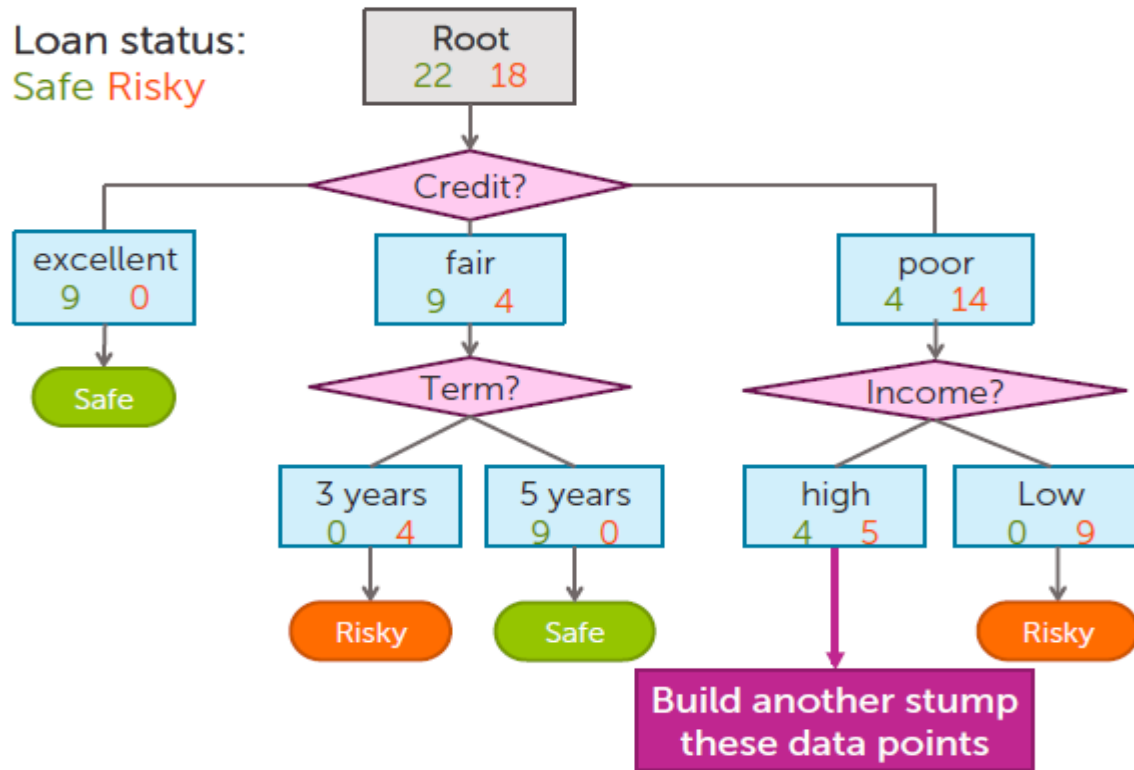 Loan status:
Safe Risky
Root
22 18
Credit?
excellent
9 0
fair
9 4
poor
4 14
Safe
Term?
Income?
3 years
0 4
5 years
9 0
high
4 5
Low
0 9
Risky
Safe
Risky
Build another stump
these data points